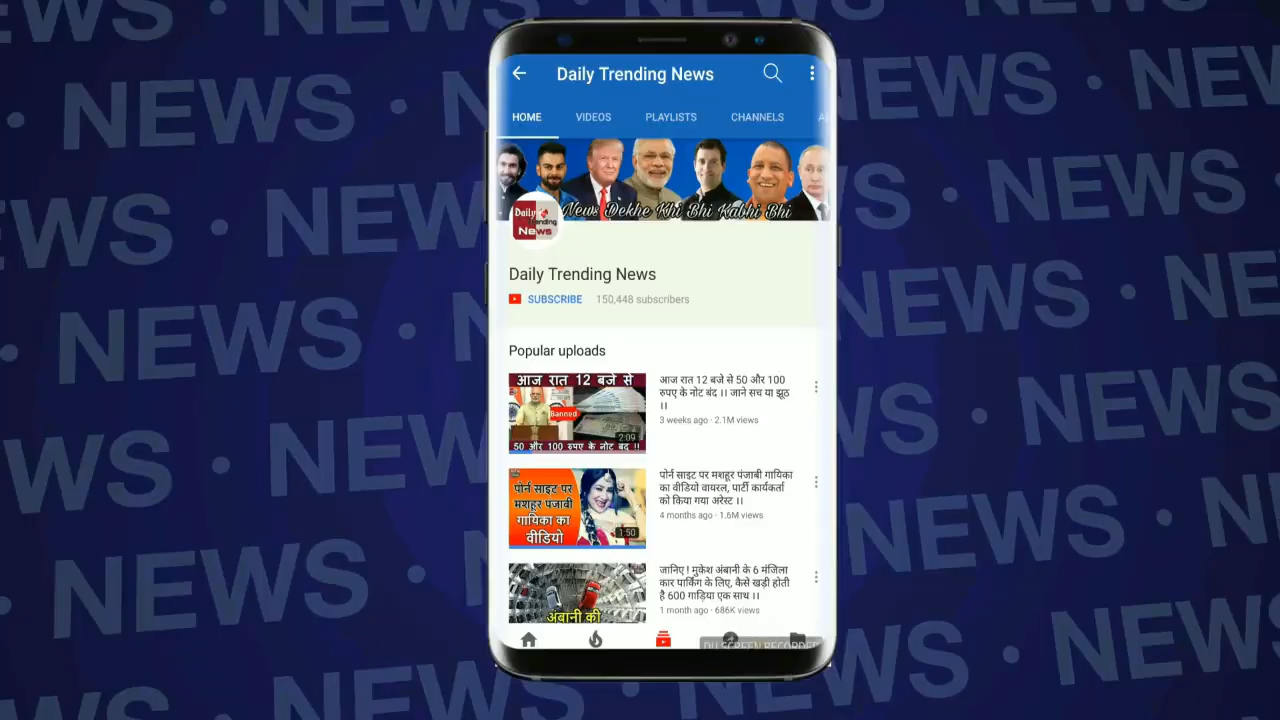 NEWS • NEWS • NEWS
Daily Trending News
HOME VIDEOS PLAYLISTS CHANNELS
News Dekhe Khi Bhi Kabhi Bhi
Daily
Trending
News
Daily Trending News
SUBSCRIBE 150,448 subscribers
Popular uploads
आज रात 12 बजे से
Banned
2:09
50 और 100 रुपए के नोट बंद !!
आज रात 12 बजे से 50 और 100
रुपए के नोट बंद ।। जाने सच या झूठ
।।
3 weeks ago · 2.1M views
पोर्न साइट पर
मशहूर पंजाबी
गायिका का
वीडियो
1:50
पोर्न साइट पर मशहूर पंजाबी गायिका
का वीडियो वायरल, पार्टी कार्यकर्ता
को किया गया अरेस्ट ।।
4 months ago · 1.6M views
अंबानी की
जानिए ! मुकेश अंबानी के 6 मंजिला
कार पार्किंग के लिए, कैसे खड़ी होती
है 600 गाड़िया एक साथ ।।
1 month ago · 686K views
DU SCREEN RECORDER